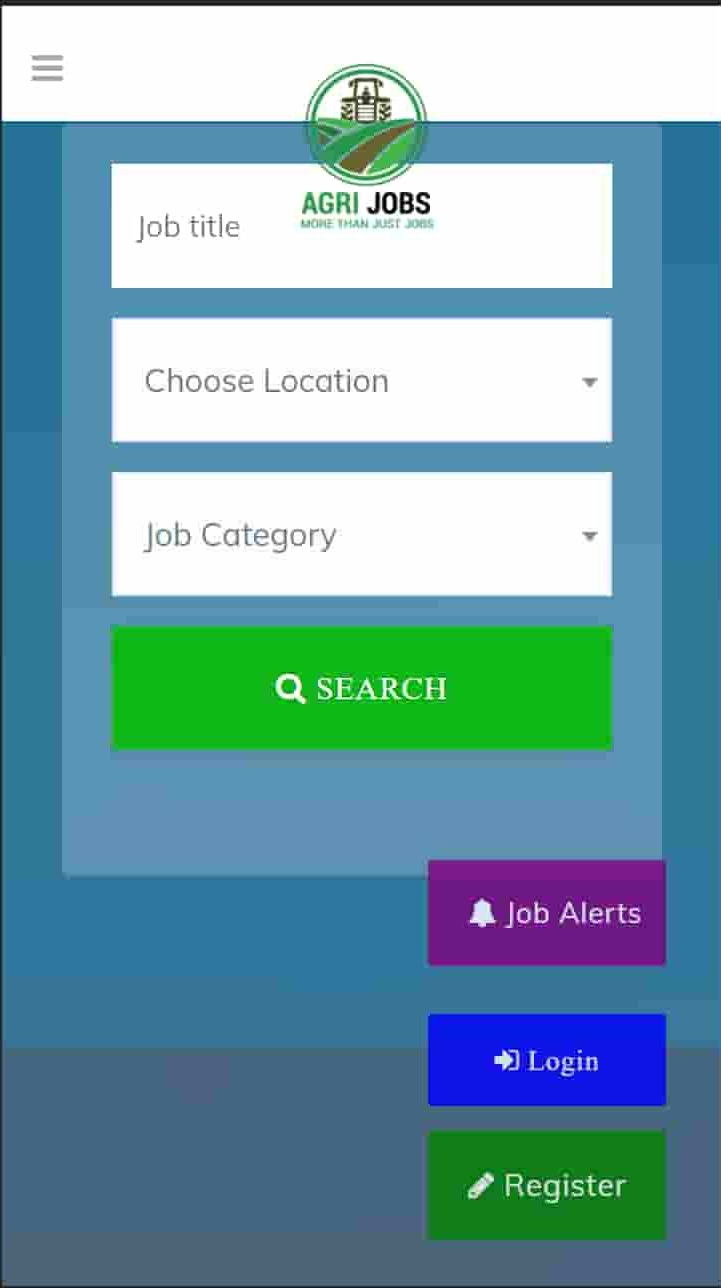 AGRI JOBS
MORE THAN JUST JOBS
Job title
Choose Location
Job Category
SEARCH
Job Alerts
Login
Register